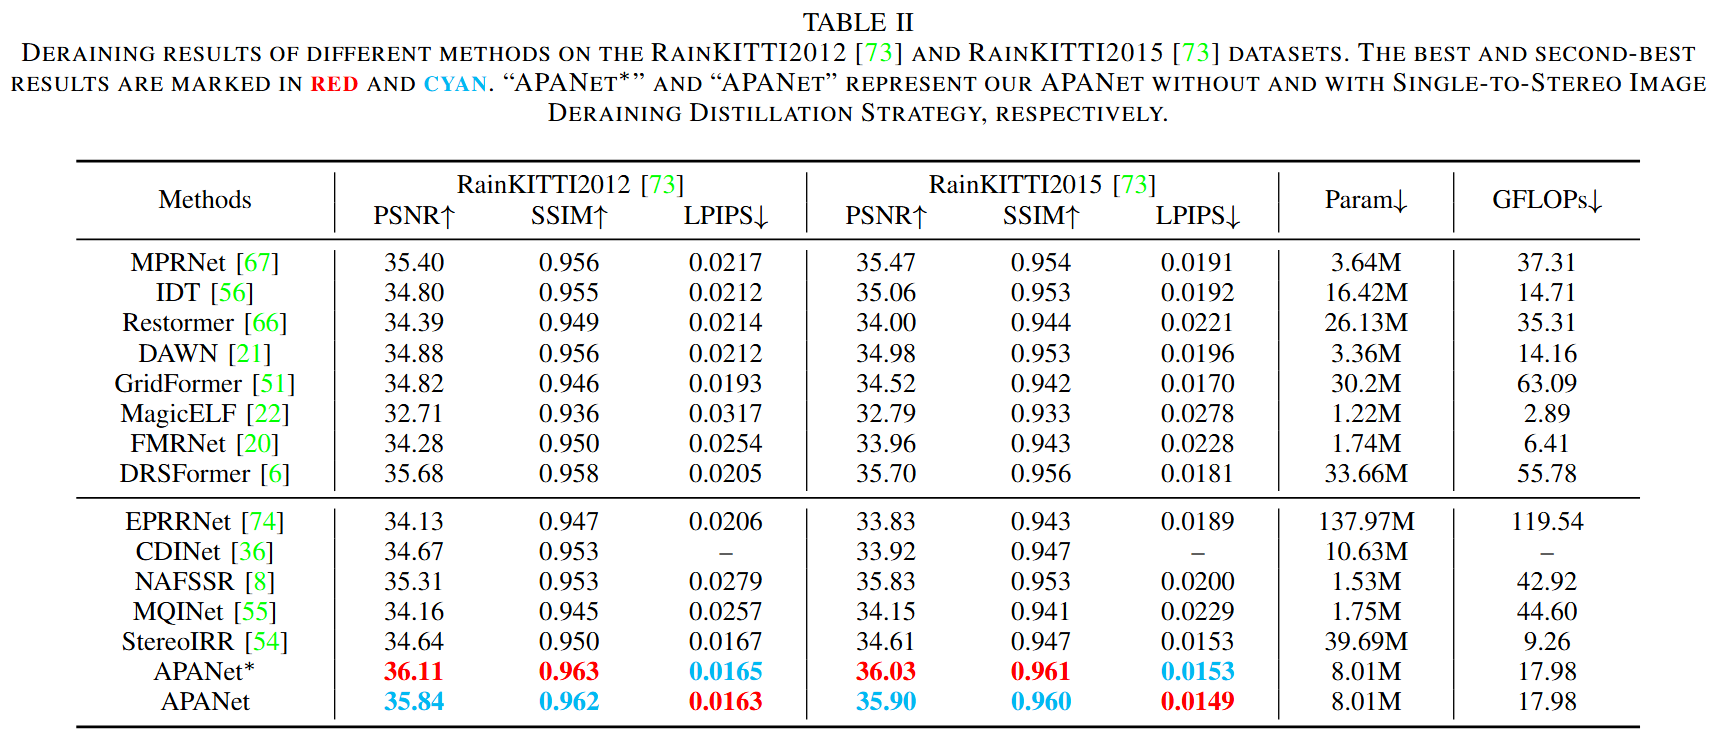 TABLE II
DERAINING RESULTS OF DIFFERENT METHODS ON THE RAINKITTI2012 [73] AND RAINKITTI2015 [73] DATASETS. THE BEST AND SECOND-BEST
RESULTS ARE MARKED IN RED AND CYAN. “APANET*” AND “APANET” REPRESENT OUR APANET WITHOUT AND WITH SINGLE-TO-STEREO IMAGE
DERAINING DISTILLATION STRATEGY, RESPECTIVELY.
Methods RainKITTI2012 [73] RainKITTI2015 [73] Param↓ GFLOPs↓
PSNR↑ SSIM↑ LPIPS↓ PSNR↑ SSIM↑ LPIPS↓
MPRNet [67] 35.40 0.956 0.0217 35.47 0.954 0.0191 3.64M 37.31
IDT [56] 34.80 0.955 0.0212 35.06 0.953 0.0192 16.42M 14.71
Restormer [66] 34.39 0.949 0.0214 34.00 0.944 0.0221 26.13M 35.31
DAWN [21] 34.88 0.956 0.0212 34.98 0.953 0.0196 3.36M 14.16
GridFormer [51] 34.82 0.946 0.0193 34.52 0.942 0.0170 30.2M 63.09
MagicELF [22] 32.71 0.936 0.0317 32.79 0.933 0.0278 1.22M 2.89
FMRNet [20] 34.28 0.950 0.0254 33.96 0.943 0.0228 1.74M 6.41
DRSFormer [6] 35.68 0.958 0.0205 35.70 0.956 0.0181 33.66M 55.78
EPRRNet [74] 34.13 0.947 0.0206 33.83 0.943 0.0189 137.97M 119.54
CDINet [36] 34.67 0.953 – 33.92 0.947 – 10.63M –
NAFSSR [8] 35.31 0.953 0.0279 35.83 0.953 0.0200 1.53M 42.92
MQINet [55] 34.16 0.945 0.0257 34.15 0.941 0.0229 1.75M 44.60
StereoIRR [54] 34.64 0.950 0.0167 34.61 0.947 0.0153 39.69M 9.26
APANet* 36.11 0.963 0.0165 36.03 0.961 0.0153 8.01M 17.98
APANet 35.84 0.962 0.0163 35.90 0.960 0.0149 8.01M 17.98